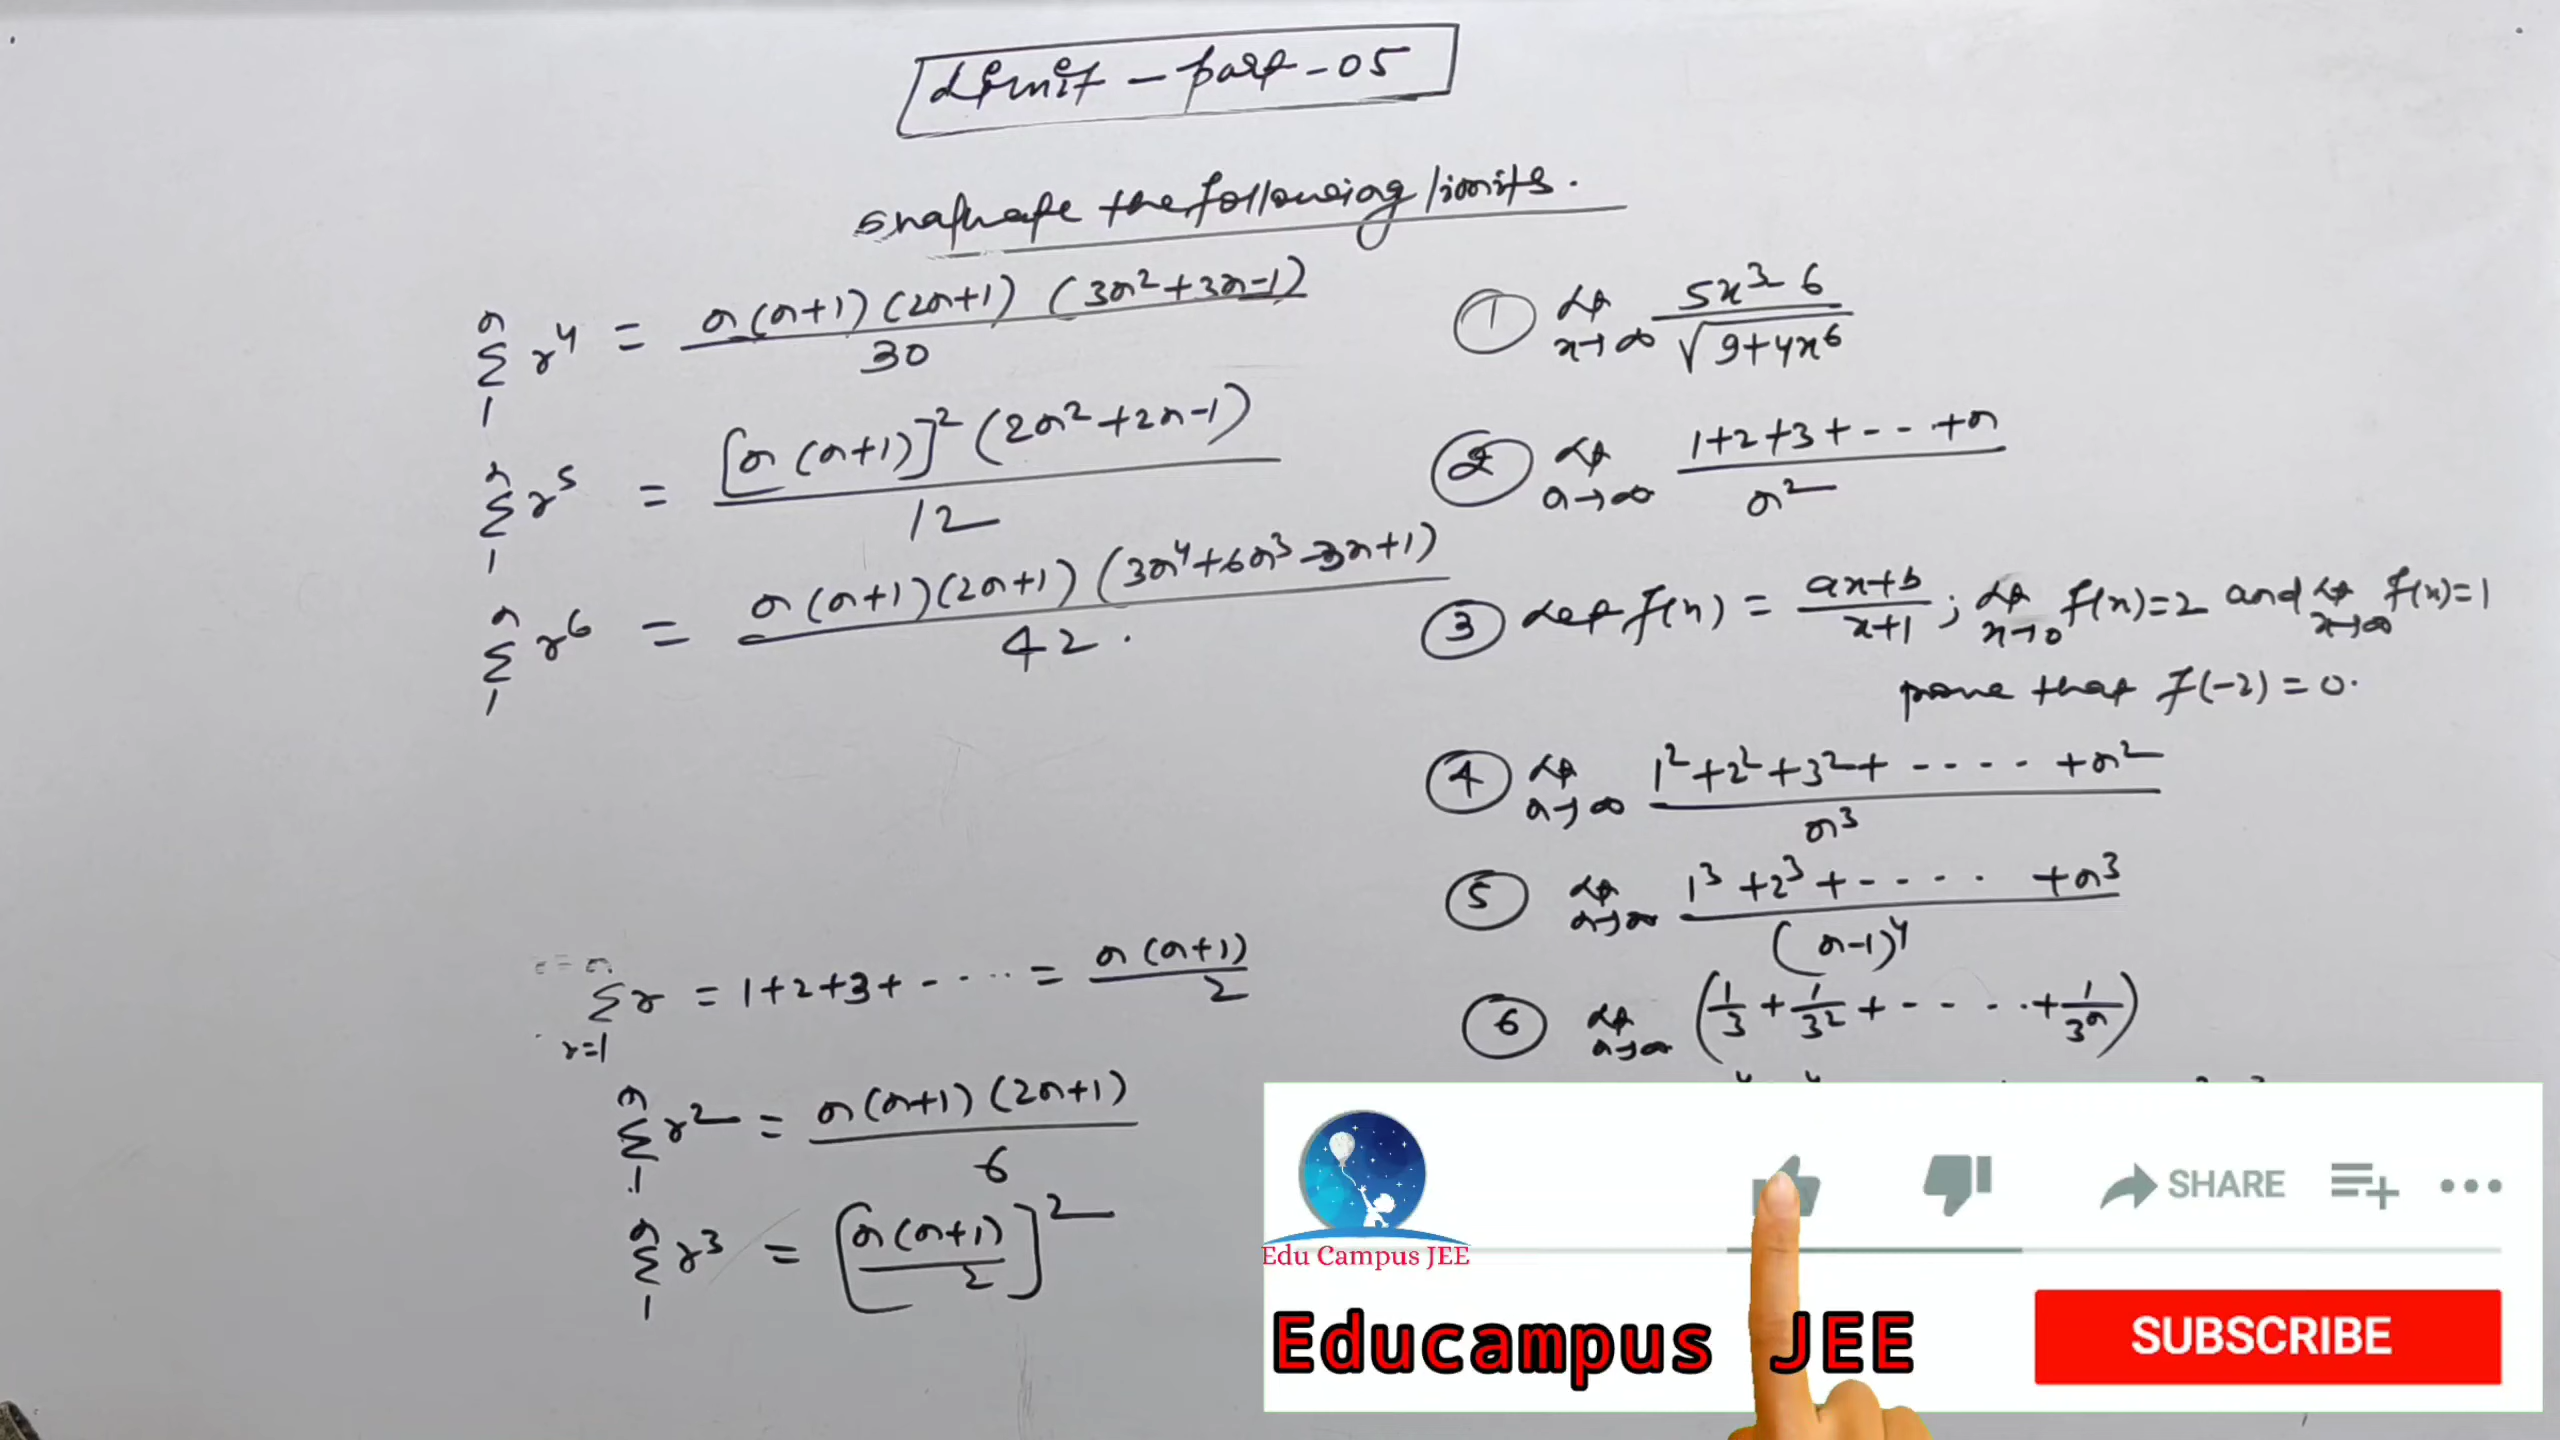 Limit - part - 05
Evaluate the following limits.
n Σ 1 r⁴ = n(n+1)(2n+1)(3n²+3n-1) / 30
n Σ 1 r⁵ = [n(n+1)]²(2n²+2n-1) / 12
n Σ 1 r⁶ = n(n+1)(2n+1)(3n⁴+6n³-3n+1) / 42.
n Σ r=1 r = 1+2+3+----- = n(n+1) / 2
n Σ 1 r² = n(n+1)(2n+1) / 6
n Σ 1 r³ = [n(n+1) / 2]²
① Lt x→∞ 5x³-6 / √9+4x⁶
② Lt n→∞ 1+2+3+--- +n / n²
③ Let f(x) = ax+b / x+1 ; Lt x→0 f(x)=2 and Lt x→∞ f(x)=1
prove that f(-2)=0.
④ Lt n→∞ 1²+2²+3²+----- +n² / n³
⑤ Lt n→∞ 1³+2³+----- +n³ / (n-1)⁴
⑥ Lt n→∞ (1/3 + 1/3² + ----- + 1/3ⁿ)
SHARE
Edu Campus JEE
Educampus JEE
SUBSCRIBE